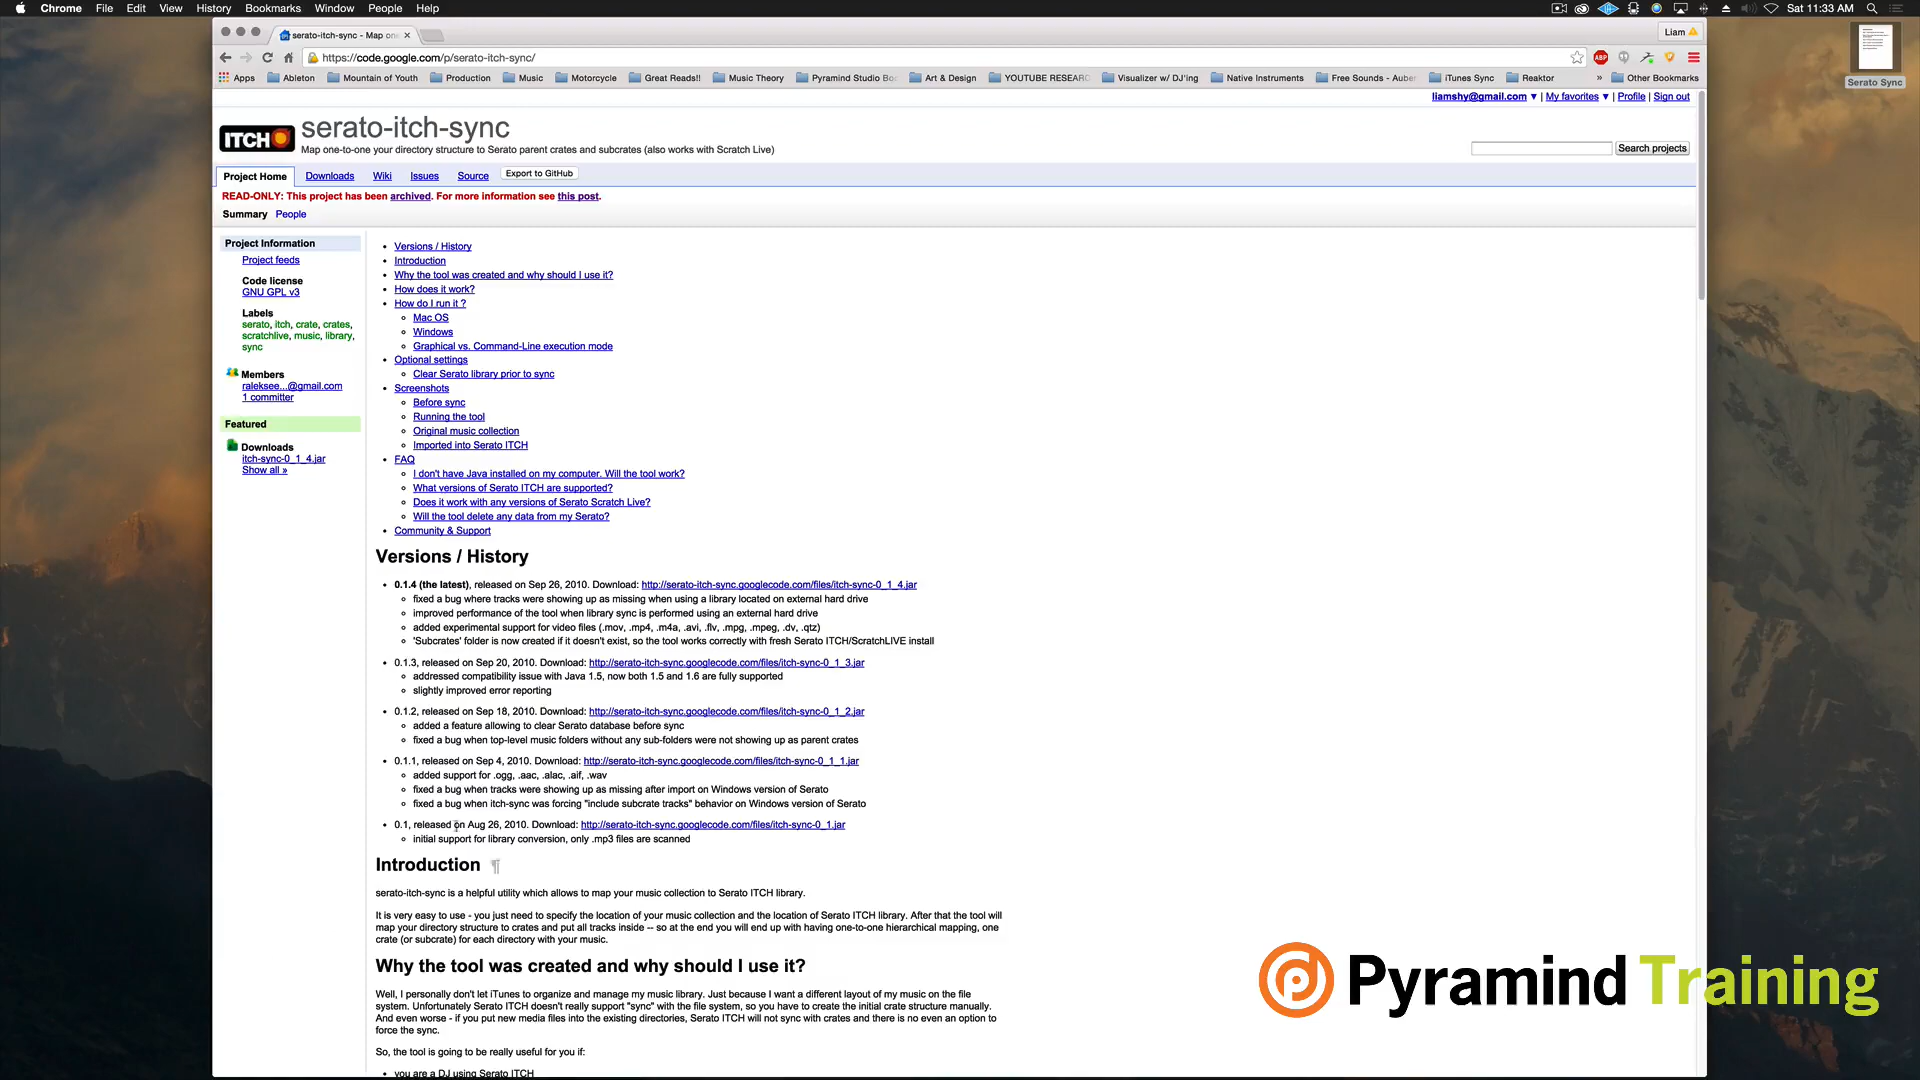 Chrome File Edit View History Bookmarks Window People Help
Sat 11:33 AM
serato-itch-sync - Map on
Liam
https://code.google.com/p/serato-itch-sync/
ABP
Apps Ableton Mountain of Youth Production Music Motorcycle Great Reads!! Music Theory Pyramind Studio Bo Art & Design YOUTUBE RESEAR Visualizer w/ DJ'ing Native Instruments Free Sounds - Aube iTunes Sync Reaktor » Other Bookmarks
Serato Sync
liamshy@gmail.com ▼ | My favorites ▼ | Profile | Sign out
ITCH
serato-itch-sync
Map one-to-one your directory structure to Serato parent crates and subcrates (also works with Scratch Live)
Search projects
Project Home Downloads Wiki Issues Source Export to GitHub
READ-ONLY: This project has been archived. For more information see this post.
Summary People
Project Information
Project feeds
Code license
GNU GPL v3
Labels
serato, itch, crate, crates,
scratchlive, music, library,
sync
Members
raleksee...@gmail.com
1 committer
Featured
Downloads
itch-sync-0_1_4.jar
Show all »
Versions / History
Introduction
Why the tool was created and why should I use it?
How does it work?
How do I run it ?
Mac OS
Windows
Graphical vs. Command-Line execution mode
Optional settings
Clear Serato library prior to sync
Screenshots
Before sync
Running the tool
Original music collection
Imported into Serato ITCH
FAQ
I don't have Java installed on my computer. Will the tool work?
What versions of Serato ITCH are supported?
Does it work with any versions of Serato Scratch Live?
Will the tool delete any data from my Serato?
Community & Support
Versions / History
0.1.4 (the latest), released on Sep 26, 2010. Download: http://serato-itch-sync.googlecode.com/files/itch-sync-0_1_4.jar
fixed a bug where tracks were showing up as missing when using a library located on external hard drive
improved performance of the tool when library sync is performed using an external hard drive
added experimental support for video files (.mov, .mp4, .m4a, .avi, .flv, .mpg, .mpeg, .dv, .qtz)
'Subcrates' folder is now created if it doesn't exist, so the tool works correctly with fresh Serato ITCH/ScratchLIVE install
0.1.3, released on Sep 20, 2010. Download: http://serato-itch-sync.googlecode.com/files/itch-sync-0_1_3.jar
addressed compatibility issue with Java 1.5, now both 1.5 and 1.6 are fully supported
slightly improved error reporting
0.1.2, released on Sep 18, 2010. Download: http://serato-itch-sync.googlecode.com/files/itch-sync-0_1_2.jar
added a feature allowing to clear Serato database before sync
fixed a bug when top-level music folders without any sub-folders were not showing up as parent crates
0.1.1, released on Sep 4, 2010. Download: http://serato-itch-sync.googlecode.com/files/itch-sync-0_1_1.jar
added support for .ogg, .aac, .alac, .aif, .wav
fixed a bug when tracks were showing up as missing after import on Windows version of Serato
fixed a bug when itch-sync was forcing "include subcrate tracks" behavior on Windows version of Serato
0.1, released on Aug 26, 2010. Download: http://serato-itch-sync.googlecode.com/files/itch-sync-0_1.jar
initial support for library conversion, only .mp3 files are scanned
Introduction ¶
serato-itch-sync is a helpful utility which allows to map your music collection to Serato ITCH library.
It is very easy to use - you just need to specify the location of your music collection and the location of Serato ITCH library. After that the tool will
map your directory structure to crates and put all tracks inside -- so at the end you will end up with having one-to-one hierarchical mapping, one
crate (or subcrate) for each directory with your music.
Why the tool was created and why should I use it?
Well, I personally don't let iTunes to organize and manage my music library. Just because I want a different layout of my music on the file
system. Unfortunately Serato ITCH doesn't really support "sync" with the file system, so you have to create the initial crate structure manually.
And even worse - if you put new media files into the existing directories, Serato ITCH will not sync with crates and there is no even an option to
force the sync.
So, the tool is going to be really useful for you if:
you are a DJ using Serato ITCH
Pyramind Training